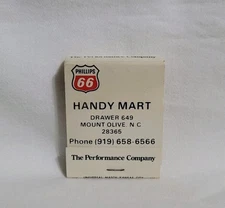 PHILLIPS
66
HANDY MART
DRAWER 649
MOUNT OLIVE N C
28365
Phone (919) 658-6566
The Performance Company